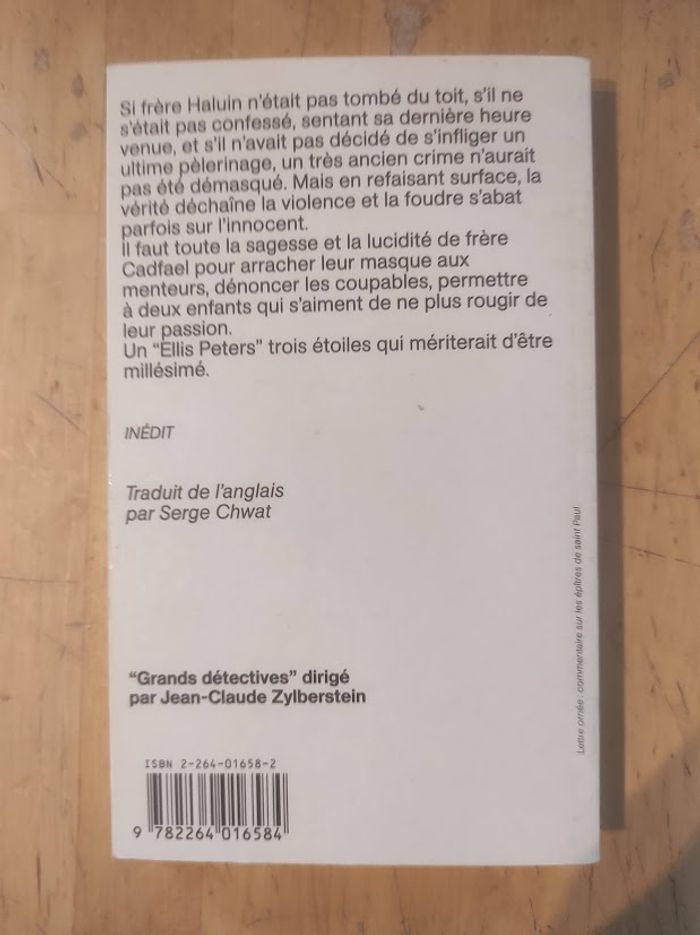 Si frère Haluin n'était pas tombé du toit, s'il ne
s'était pas confessé, sentant sa dernière heure
venue, et s'il n'avait pas décidé de s'infliger un
ultime pèlerinage, un très ancien crime n'aurait
pas été démasqué. Mais en refaisant surface, la
vérité déchaîne la violence et la foudre s'abat
parfois sur l'innocent.
Il faut toute la sagesse et la lucidité de frère
Cadfael pour arracher leur masque aux
menteurs, dénoncer les coupables, permettre
à deux enfants qui s'aiment de ne plus rougir de
leur passion.
Un "Ellis Peters" trois étoiles qui mériterait d'être
millésimé.
INÉDIT
Traduit de l'anglais
par Serge Chwat
"Grands détectives" dirigé
par Jean-Claude Zylberstein
ISBN 2-264-01658-2
9 782264 016584
Lettre ornée : commentaire sur les épîtres de saint Paul.